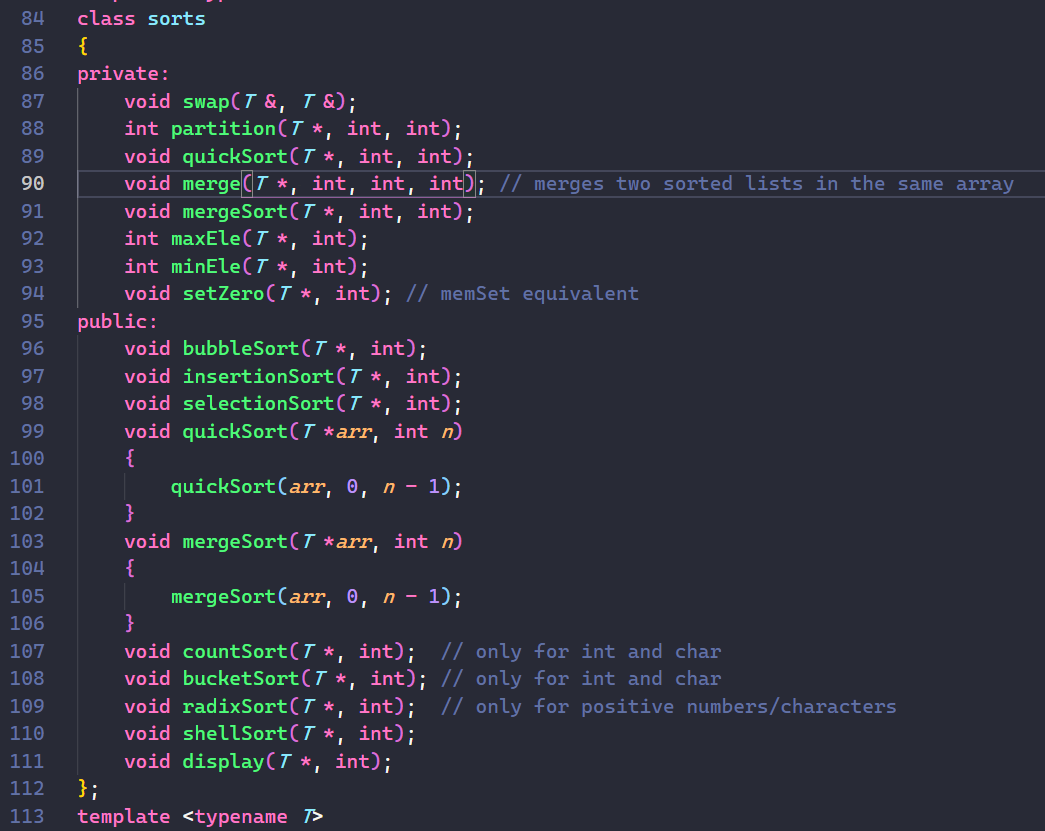 84 class sorts
85 {
86 private:
87 void swap(T &, T &);
88 int partition(T *, int, int);
89 void quickSort(T *, int, int);
90 void merge(T *, int, int, int); // merges two sorted lists in the same array
91 void mergeSort(T *, int, int);
92 int maxEle(T *, int);
93 int minEle(T *, int);
94 void setZero(T *, int); // memSet equivalent
95 public:
96 void bubbleSort(T *, int);
97 void insertionSort(T *, int);
98 void selectionSort(T *, int);
99 void quickSort(T *arr, int n)
100 {
101 quickSort(arr, 0, n - 1);
102 }
103 void mergeSort(T *arr, int n)
104 {
105 mergeSort(arr, 0, n - 1);
106 }
107 void countSort(T *, int); // only for int and char
108 void bucketSort(T *, int); // only for int and char
109 void radixSort(T *, int); // only for positive numbers/characters
110 void shellSort(T *, int);
111 void display(T *, int);
112 };
113 template <typename T>